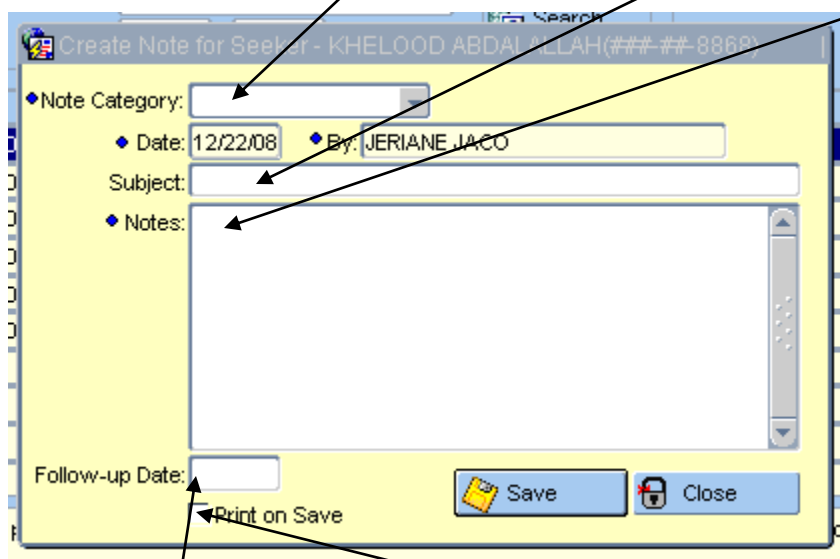 Search
Create Note for Seeker - KHELOOD ABDALALLAH(###-##-8868)
Note Category:
Date: 12/22/08 By: JERIANE JACO
Subject:
Notes:
Follow-up Date:
Print on Save
Save Close